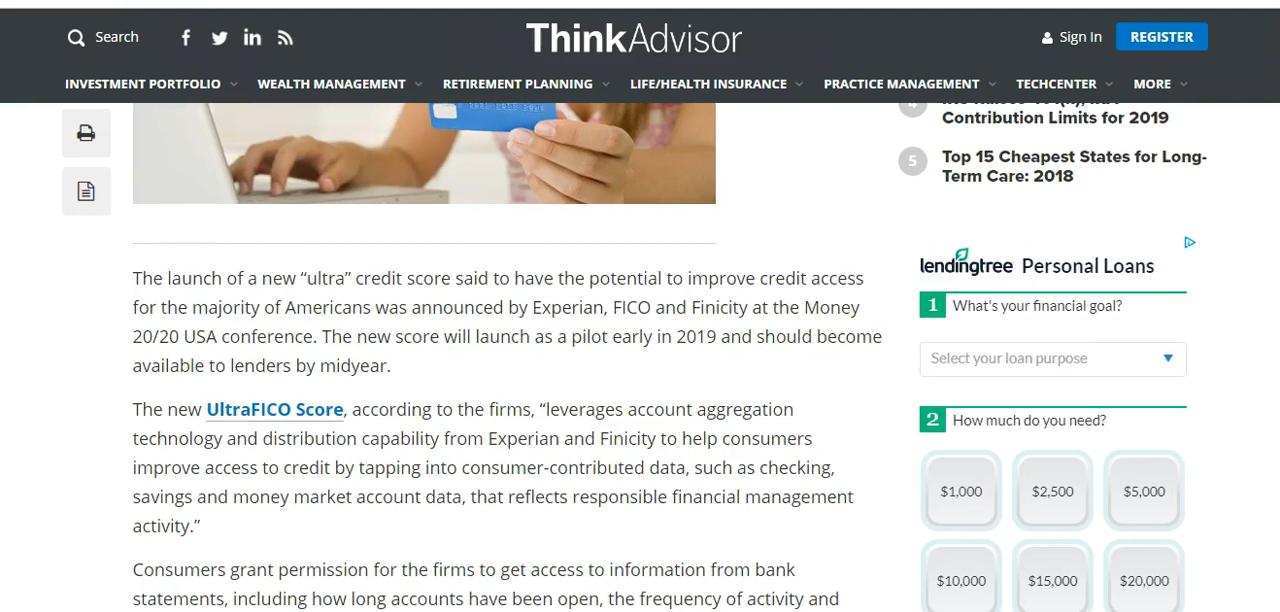 Search
ThinkAdvisor
Sign In
REGISTER
INVESTMENT PORTFOLIO
WEALTH MANAGEMENT
RETIREMENT PLANNING
LIFE/HEALTH INSURANCE
PRACTICE MANAGEMENT
TECHCENTER
MORE
The launch of a new “ultra” credit score said to have the potential to improve credit access
for the majority of Americans was announced by Experian, FICO and Finicity at the Money
20/20 USA conference. The new score will launch as a pilot early in 2019 and should become
available to lenders by midyear.
The new UltraFICO Score, according to the firms, “leverages account aggregation
technology and distribution capability from Experian and Finicity to help consumers
improve access to credit by tapping into consumer-contributed data, such as checking,
savings and money market account data, that reflects responsible financial management
activity.”
Consumers grant permission for the firms to get access to information from bank
statements, including how long accounts have been open, the frequency of activity and
Contribution Limits for 2019
5
Top 15 Cheapest States for Long-
Term Care: 2018
lendingtree Personal Loans
1 What's your financial goal?
Select your loan purpose
2 How much do you need?
$1,000
$2,500
$5,000
$10,000
$15,000
$20,000